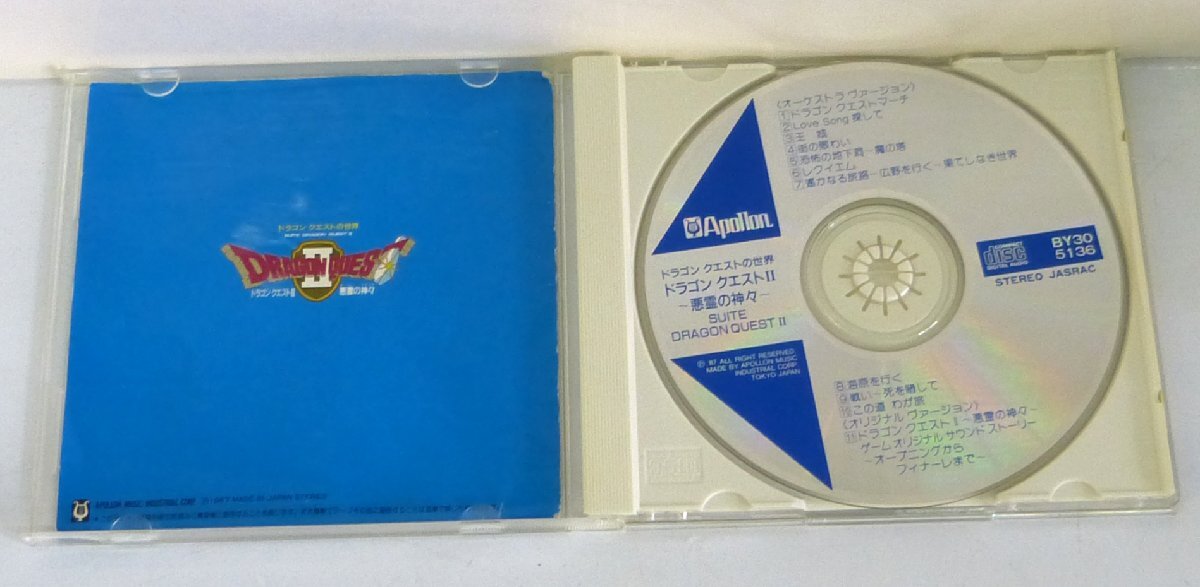 ドラゴン クエストの世界
SUITE DRAGON QUEST II
DRAGON QUEST
II
ドラゴン クエストII 悪霊の神々
APOLLON MUSIC INDUSTRIAL CORP. ℗ 1987 MADE IN JAPAN STEREO
《オーケストラ ヴァージョン》
1 ドラゴン クエストマーチ
2 Love Song 探して
3 王 城
4 街の賑わい
5 恐怖の地下洞〜魔の塔
6 レクイエム
7 遙かなる旅路〜広野を行く〜果てしなき世界
Apollon
COMPACT disc DIGITAL AUDIO
BY30
5136
STEREO JASRAC
ドラゴン クエストの世界
ドラゴン クエストII
〜悪霊の神々〜
SUITE
DRAGON QUEST II
℗ '87 ALL RIGHT RESERVED
MADE BY APOLLON MUSIC
INDUSTRIAL CORP
TOKYO JAPAN
8 海原を行く
9 戦い〜死を賭して
10 この道 わが旅
《オリジナル ヴァージョン》
11 ドラゴン クエスト II 〜悪霊の神々〜
ゲーム オリジナル サウンド ストーリー
〜オープニングから
フィナーレまで〜